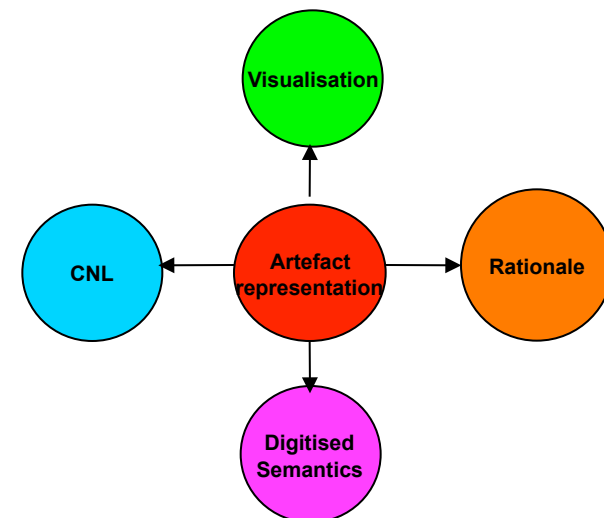 Visualisation
CNL
Artefact
representation
Rationale
Digitised
Semantics